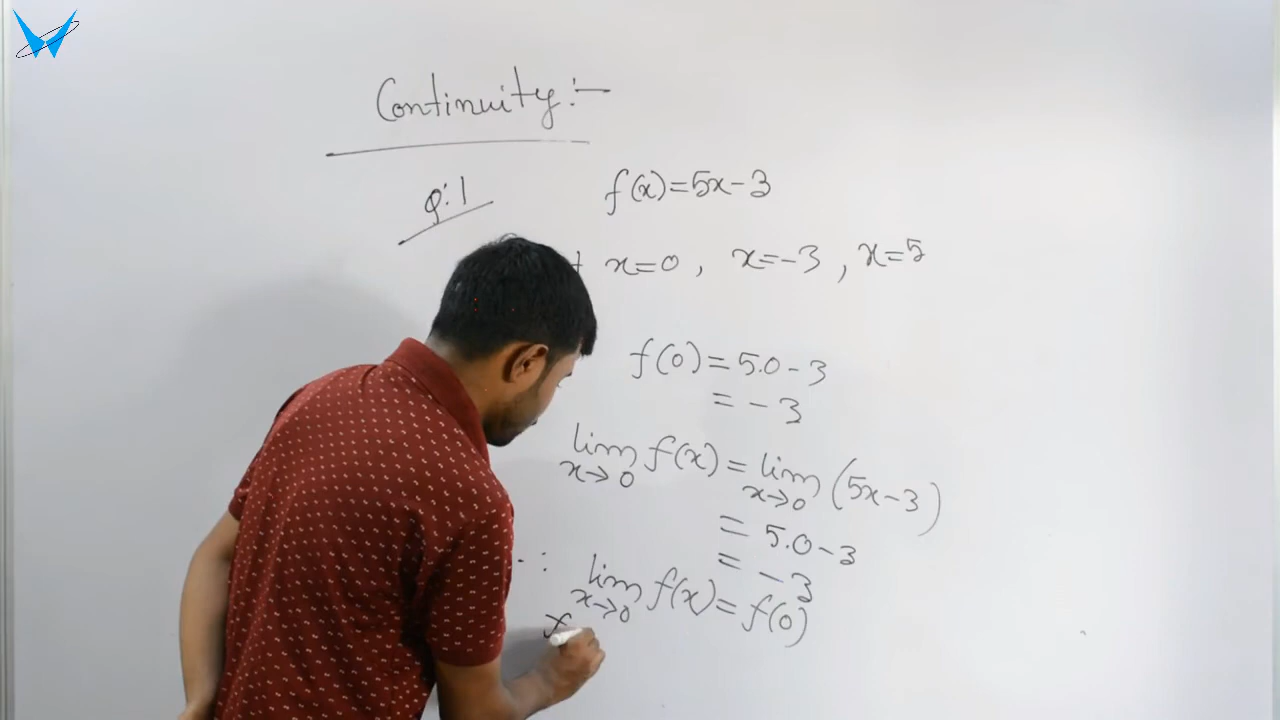 Continuity :-
Q:1
f(x)=5x-3
x=0, x=-3, x=5
f(0)=5.0-3
=-3
lim f(x)=lim (5x-3)
x→0 x→0
=5.0-3
=-3
∴ lim f(x)=f(0)
x→0
f